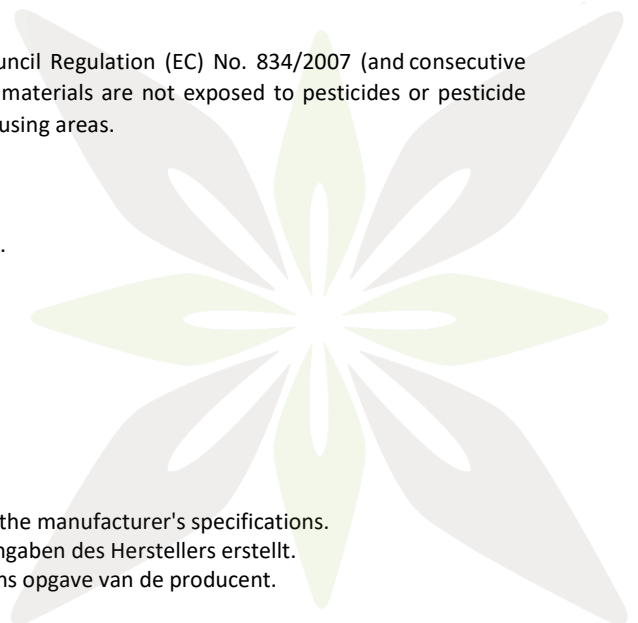 uncil Regulation (EC) No. 834/2007 (and consecutive
materials are not exposed to pesticides or pesticide
using areas.
.
the manufacturer's specifications.
ngaben des Herstellers erstellt.
ns opgave van de producent.